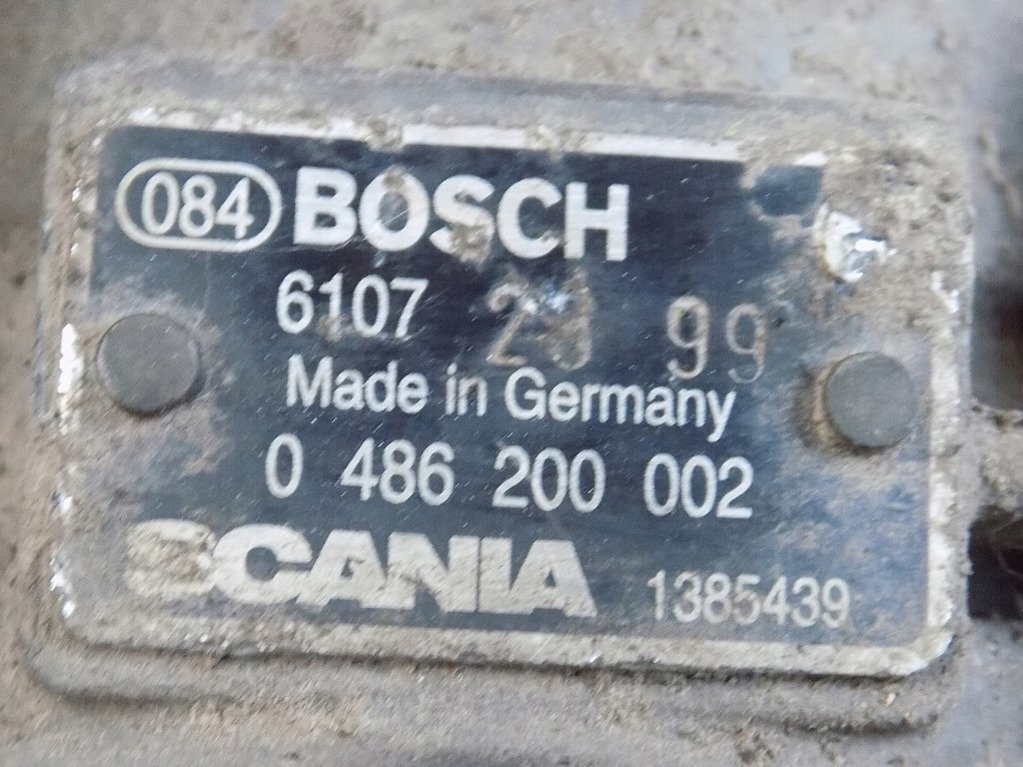 084 BOSCH
6107 99
Made in Germany
0 486 200 002
SCANIA 1385439